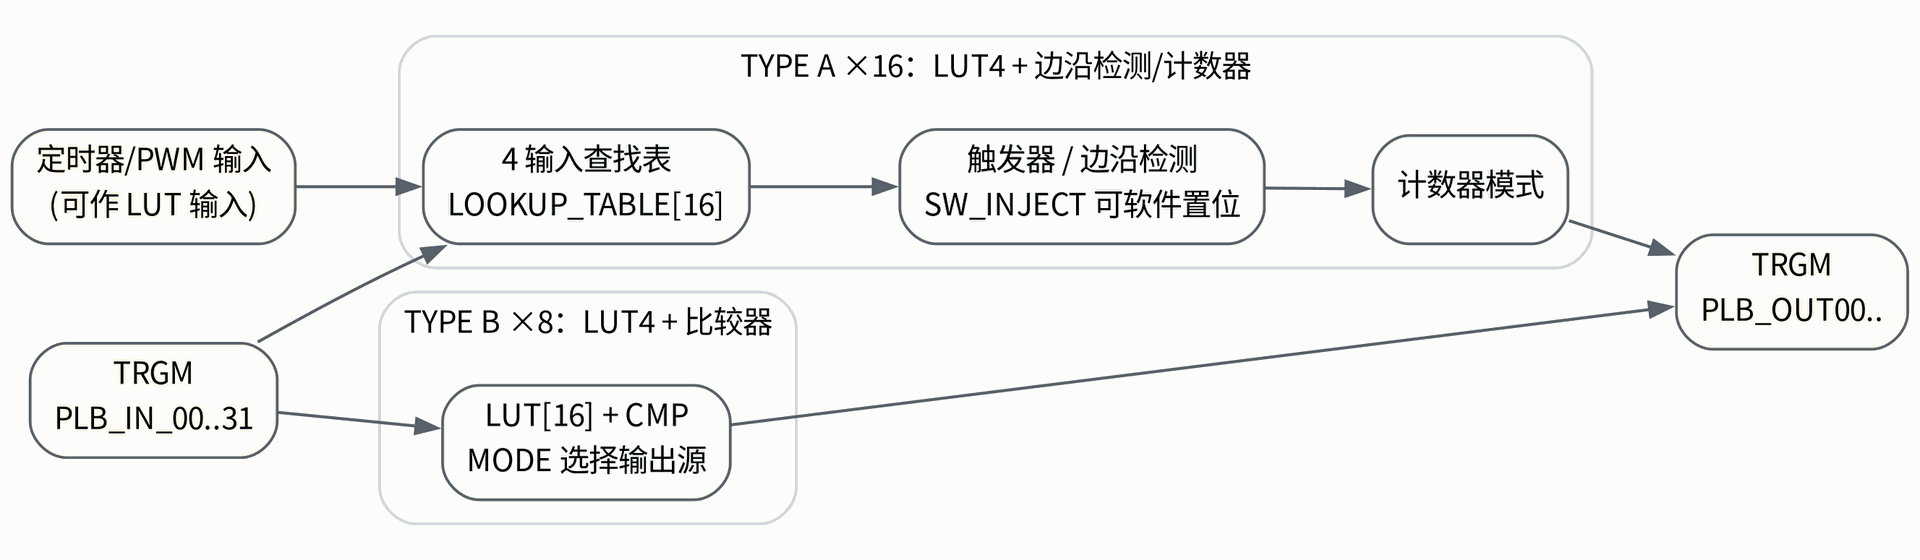 TYPE A ×16：LUT4 + 边沿检测/计数器
定时器/PWM 输入
(可作 LUT 输入)
4 输入查找表
LOOKUP_TABLE[16]
触发器 / 边沿检测
SW_INJECT 可软件置位
计数器模式
TRGM
PLB_OUT00..
TYPE B ×8：LUT4 + 比较器
TRGM
PLB_IN_00..31
LUT[16] + CMP
MODE 选择输出源